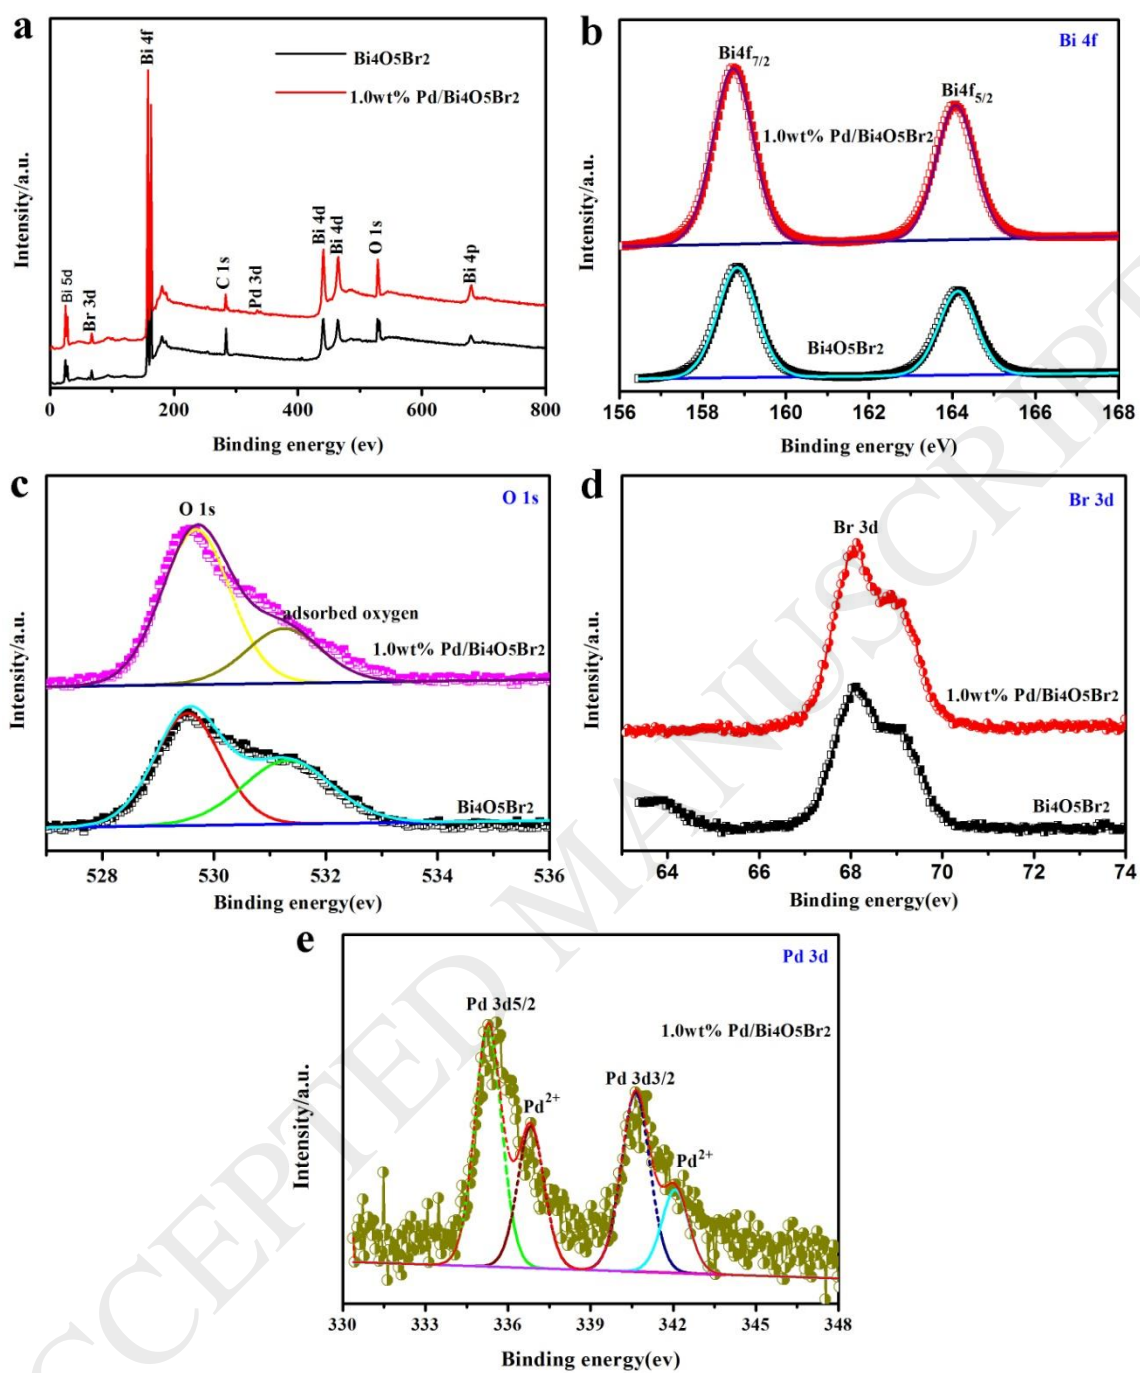 a
Bi 4f
Bi4O5Br2
1.0wt% Pd/Bi4O5Br2
Bi 5d
Br 3d
C 1s
Pd 3d
Bi 4d
Bi 4d
O 1s
Bi 4p
Intensity/a.u.
0 200 400 600 800
Binding energy (ev)
b
Bi 4f
Bi4f7/2
Bi4f5/2
1.0wt% Pd/Bi4O5Br2
Bi4O5Br2
Intensity/a.u.
156 158 160 162 164 166 168
Binding energy (eV)
c
O 1s
O 1s
adsorbed oxygen
1.0wt% Pd/Bi4O5Br2
Bi4O5Br2
Intensity/a.u.
528 530 532 534 536
Binding energy(ev)
d
Br 3d
Br 3d
1.0wt% Pd/Bi4O5Br2
Bi4O5Br2
Intensity/a.u.
64 66 68 70 72 74
Binding energy(ev)
e
Pd 3d
Pd 3d5/2
1.0wt% Pd/Bi4O5Br2
Pd2+
Pd 3d3/2
Pd2+
Intensity/a.u.
330 333 336 339 342 345 348
Binding energy(ev)
CCEPTED MANUSCRIPT